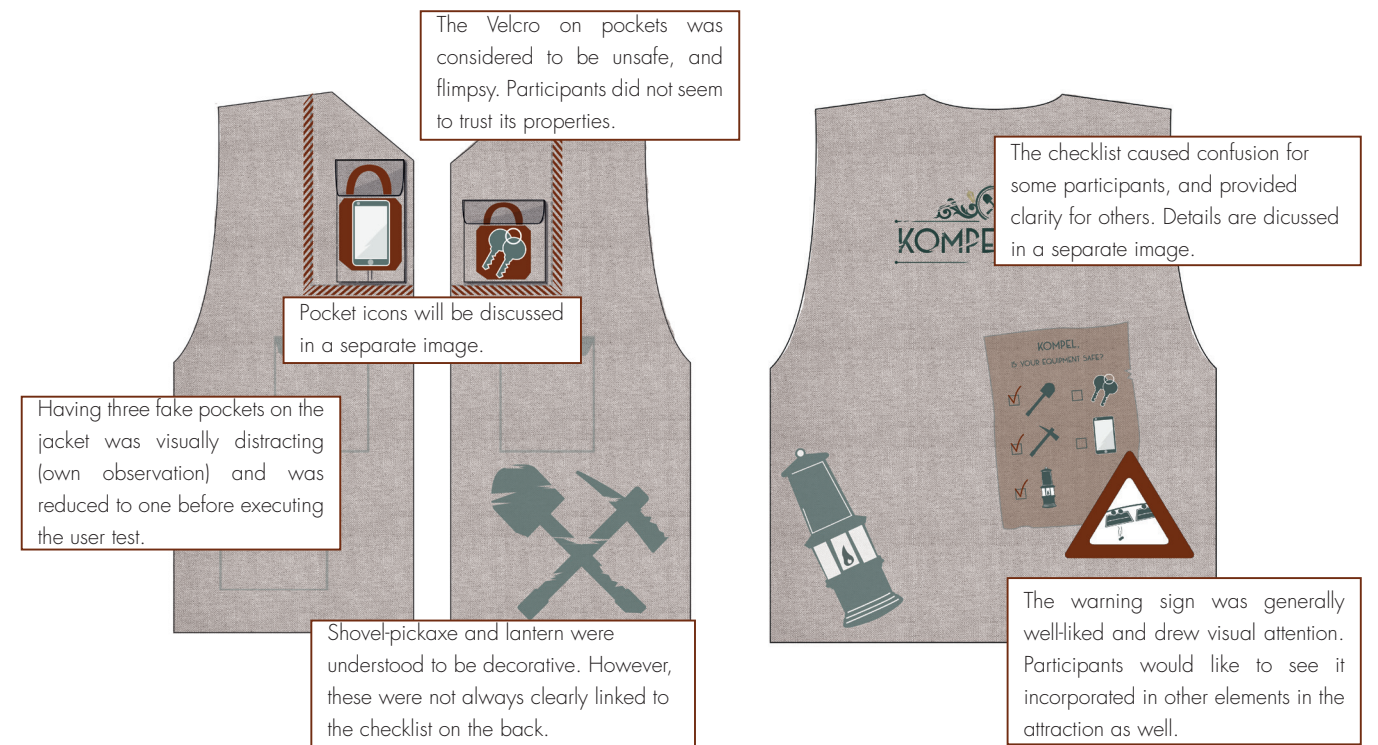 The Velcro on pockets was
considered to be unsafe, and
flimpsy. Participants did not seem
to trust its properties.
The checklist caused confusion for
some participants, and provided
clarity for others. Details are dicussed
in a separate image.
Pocket icons will be discussed
in a separate image.
KOMPEL.
IS YOUR EQUIPMENT SAFE?
Having three fake pockets on the
jacket was visually distracting
(own observation) and was
reduced to one before executing
the user test.
Shovel-pickaxe and lantern were
understood to be decorative. However,
these were not always clearly linked to
the checklist on the back.
The warning sign was generally
well-liked and drew visual attention.
Participants would like to see it
incorporated in other elements in the
attraction as well.